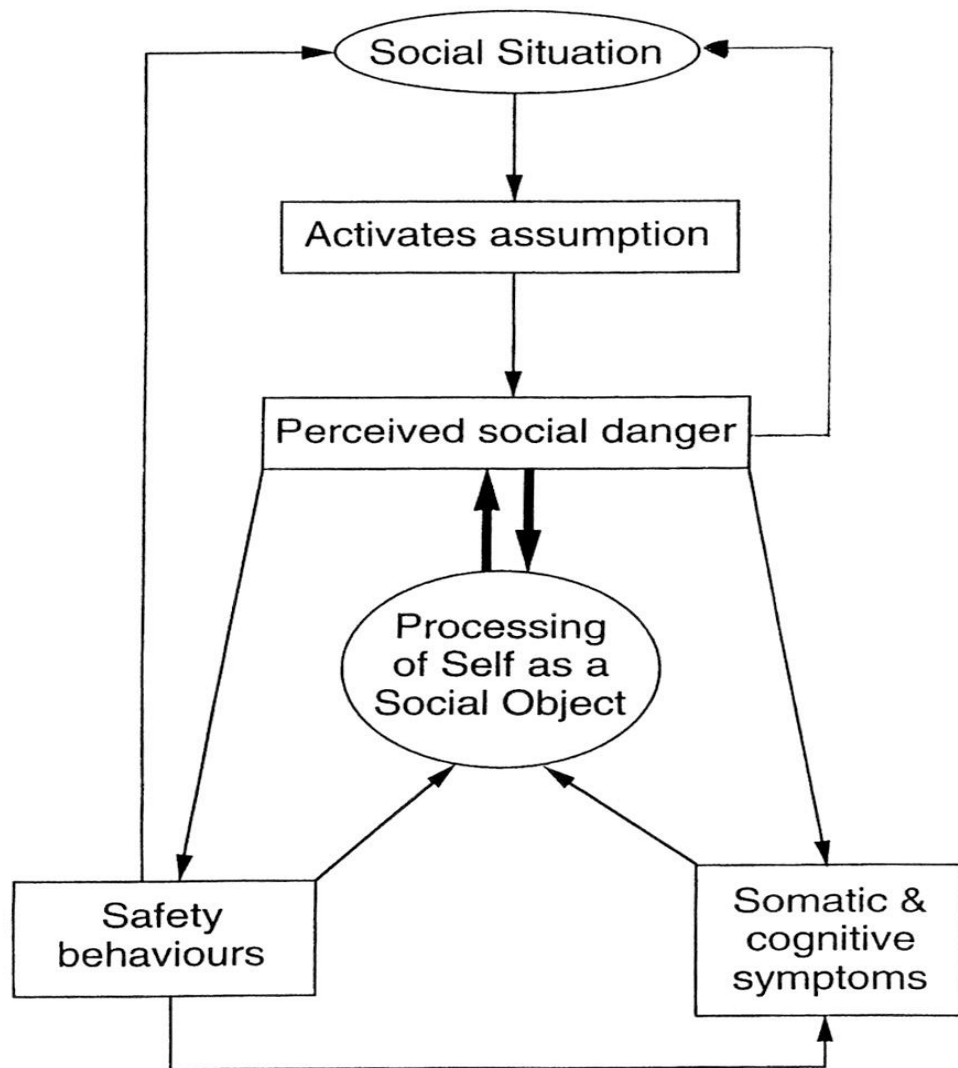 Social Situation
Activates assumption
Perceived social danger
Processing
of Self as a
Social Object
Safety
behaviours
Somatic &
cognitive
symptoms